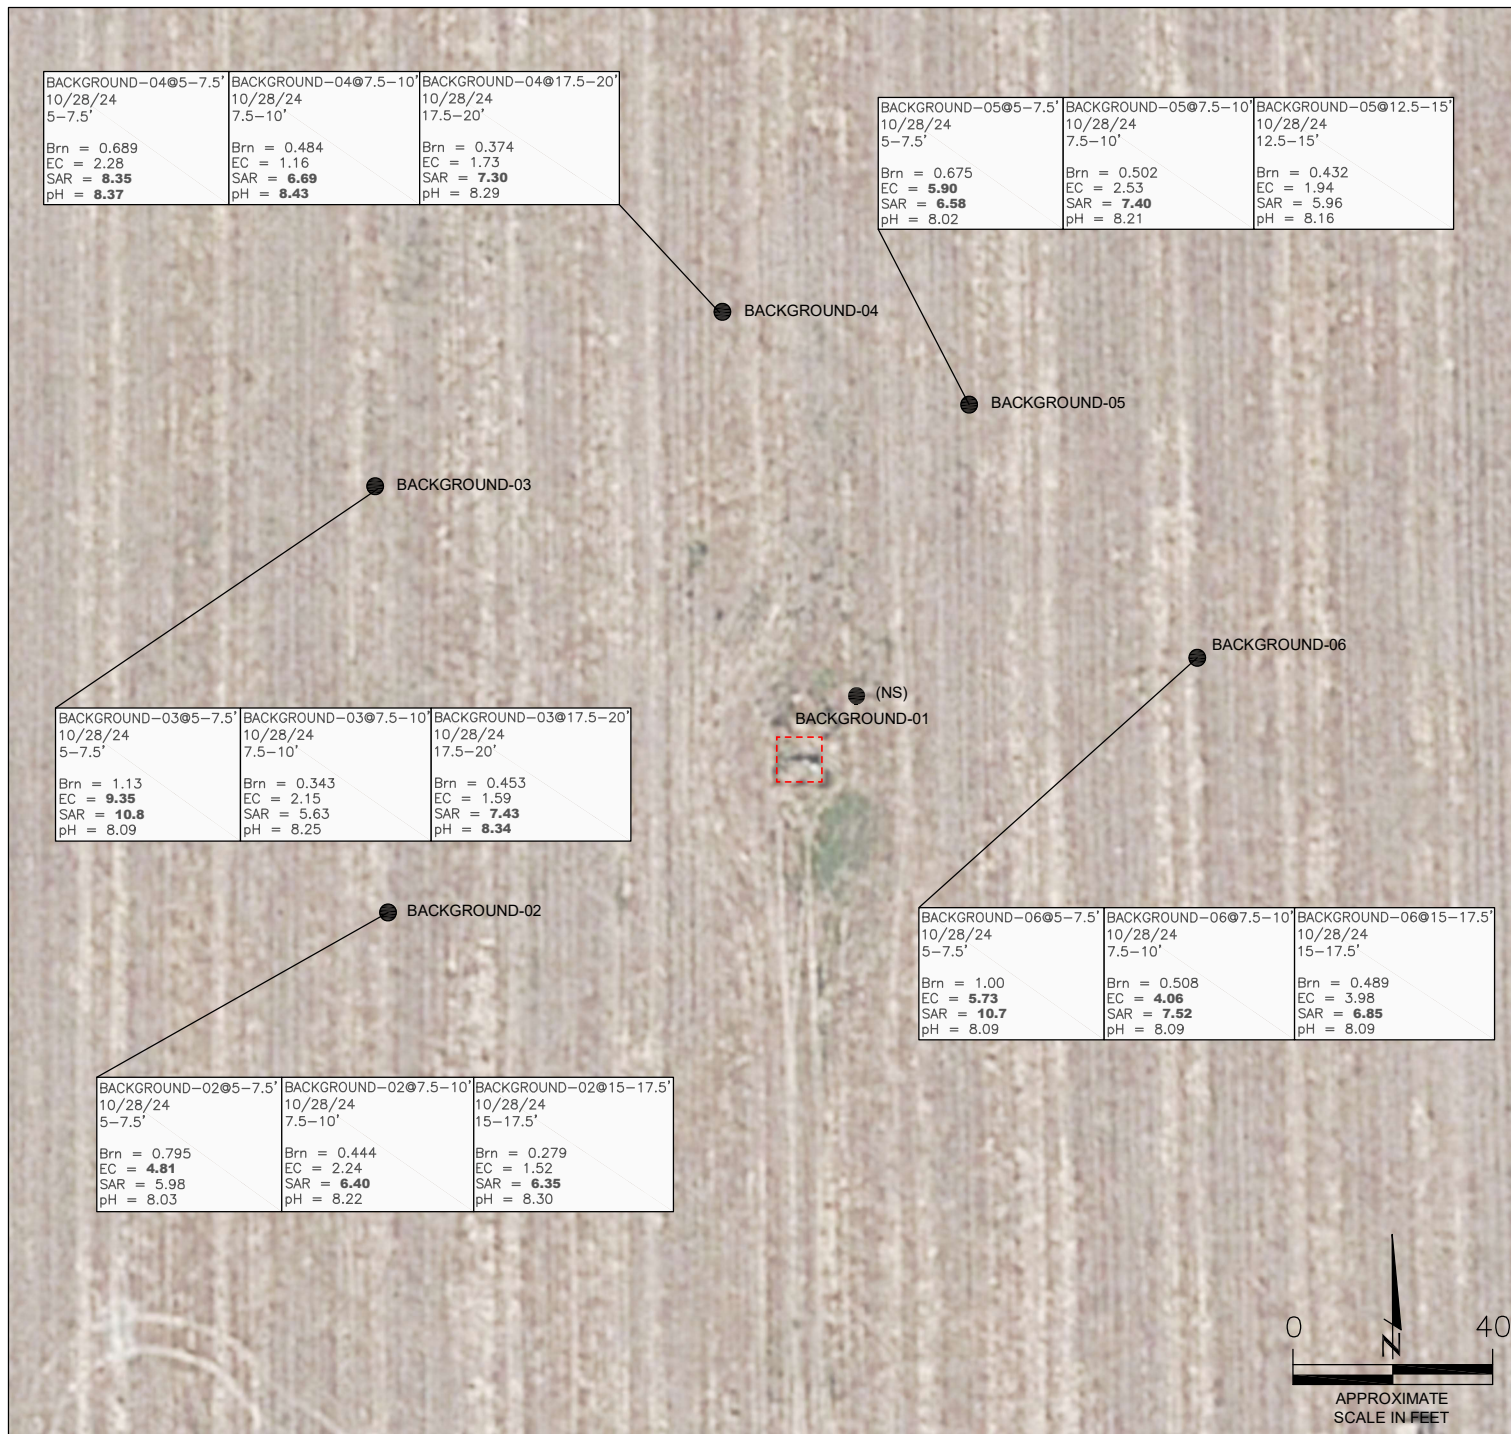 BACKGROUND-04@5-7.5'
10/28/24
5-7.5'
Brn = 0.689
EC = 2.28
SAR = 8.35
pH = 8.37
BACKGROUND-04@7.5-10'
10/28/24
7.5-10'
Brn = 0.484
EC = 1.16
SAR = 6.69
pH = 8.43
BACKGROUND-04@17.5-20'
10/28/24
17.5-20'
Brn = 0.374
EC = 1.73
SAR = 7.30
pH = 8.29
BACKGROUND-05@5-7.5'
10/28/24
5-7.5'
Brn = 0.675
EC = 5.90
SAR = 6.58
pH = 8.02
BACKGROUND-05@7.5-10'
10/28/24
7.5-10'
Brn = 0.502
EC = 2.53
SAR = 7.40
pH = 8.21
BACKGROUND-05@12.5-15'
10/28/24
12.5-15'
Brn = 0.432
EC = 1.94
SAR = 5.96
pH = 8.16
BACKGROUND-04
BACKGROUND-05
BACKGROUND-03
BACKGROUND-06
(NS)
BACKGROUND-01
BACKGROUND-03@5-7.5'
10/28/24
5-7.5'
Brn = 1.13
EC = 9.35
SAR = 10.8
pH = 8.09
BACKGROUND-03@7.5-10'
10/28/24
7.5-10'
Brn = 0.343
EC = 2.15
SAR = 5.63
pH = 8.25
BACKGROUND-03@17.5-20'
10/28/24
17.5-20'
Brn = 0.453
EC = 1.59
SAR = 7.43
pH = 8.34
BACKGROUND-02
BACKGROUND-06@5-7.5'
10/28/24
5-7.5'
Brn = 1.00
EC = 5.73
SAR = 10.7
pH = 8.09
BACKGROUND-06@7.5-10'
10/28/24
7.5-10'
Brn = 0.508
EC = 4.06
SAR = 7.52
pH = 8.09
BACKGROUND-06@15-17.5'
10/28/24
15-17.5'
Brn = 0.489
EC = 3.98
SAR = 6.85
pH = 8.09
BACKGROUND-02@5-7.5'
10/28/24
5-7.5'
Brn = 0.795
EC = 4.81
SAR = 5.98
pH = 8.03
BACKGROUND-02@7.5-10'
10/28/24
7.5-10'
Brn = 0.444
EC = 2.24
SAR = 6.40
pH = 8.22
BACKGROUND-02@15-17.5'
10/28/24
15-17.5'
Brn = 0.279
EC = 1.52
SAR = 6.35
pH = 8.30
0 40
N
APPROXIMATE
SCALE IN FEET